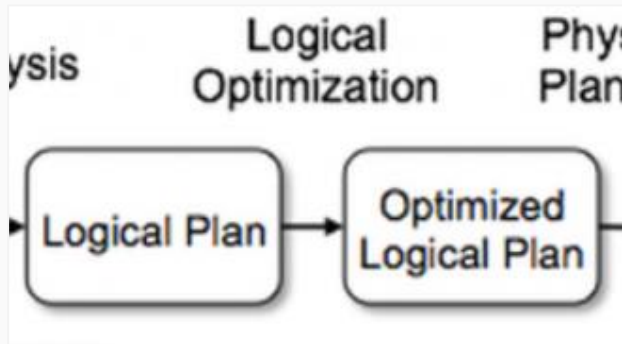 ysis
Logical
Optimization
Phys
Plan
Logical Plan
Optimized
Logical Plan